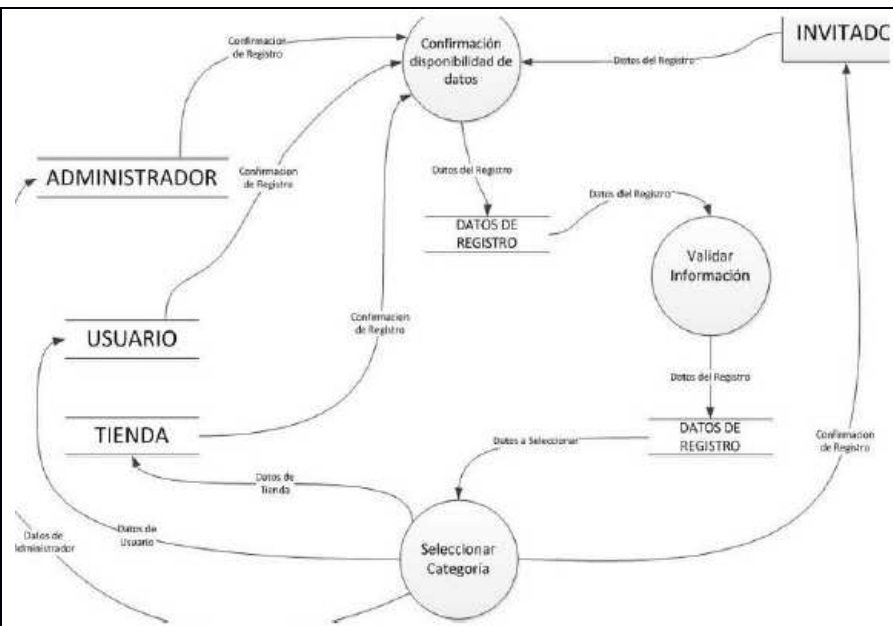 Confirmacion
de Registro
Confirmación
disponibilidad de
datos
Datos del Registro
INVITADO
ADMINISTRADOR
Confirmacion
de Registro
Datos del Registro
DATOS DE
REGISTRO
Datos del Registro
Validar
Información
USUARIO
Confirmacion
de Registro
Datos del Registro
TIENDA
Datos a Seleccionar
DATOS DE
REGISTRO
Confirmacion
de Registro
Datos de
Tienda
Datos de
Administrador
Datos de
Usuario
Seleccionar
Categoría